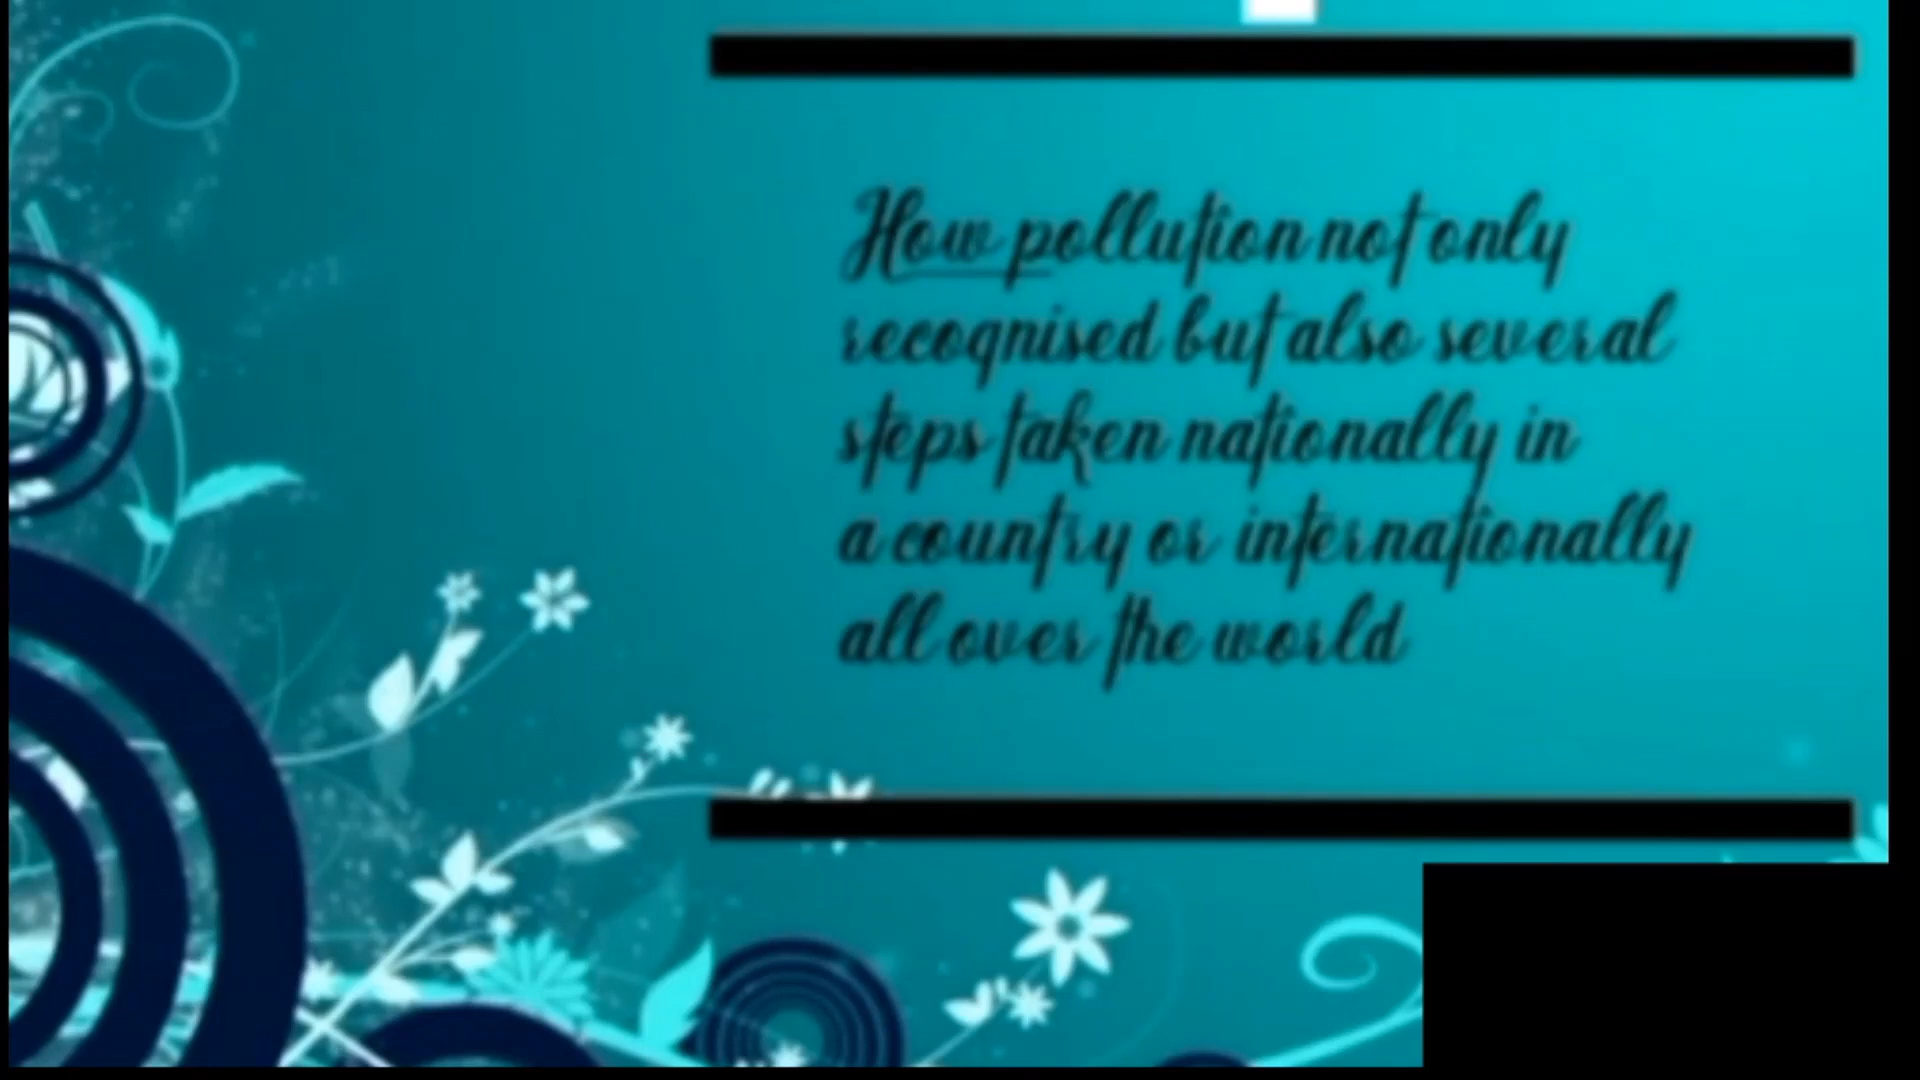 How pollution not only
recognised but also several
steps taken nationally in
a country or internationally
all over the world